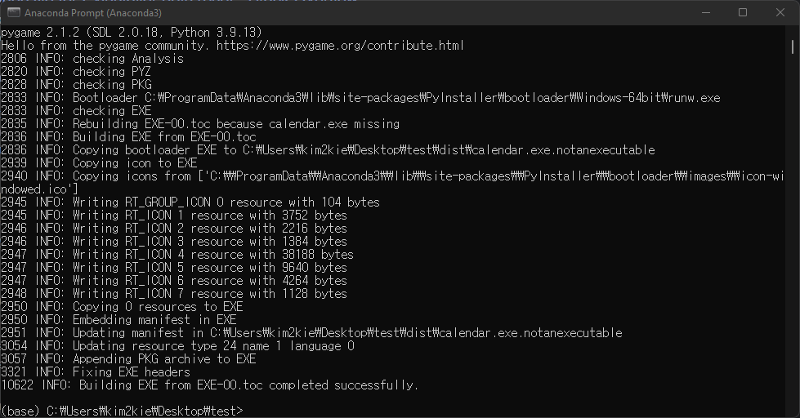 Anaconda Prompt (Anaconda3)
pygame 2.1.2 (SDL 2.0.18, Python 3.9.13)
Hello from the pygame community. https://www.pygame.org/contribute.html
2806 INFO: checking Analysis
2820 INFO: checking PYZ
2828 INFO: checking PKG
2833 INFO: Bootloader C:₩ProgramData₩Anaconda3₩lib₩site-packages₩PyInstaller₩bootloader₩Windows-64bit₩runw.exe
2833 INFO: checking EXE
2835 INFO: Rebuilding EXE-00.toc because calendar.exe missing
2836 INFO: Building EXE from EXE-00.toc
2836 INFO: Copying bootloader EXE to C:₩Users₩kim2kie₩Desktop₩test₩dist₩calendar.exe.notanexecutable
2939 INFO: Copying icon to EXE
2940 INFO: Copying icons from ['C:₩₩ProgramData₩₩Anaconda3₩₩lib₩₩site-packages₩₩PyInstaller₩₩bootloader₩₩images₩₩icon-wi
ndowed.ico']
2945 INFO: Writing RT_GROUP_ICON 0 resource with 104 bytes
2945 INFO: Writing RT_ICON 1 resource with 3752 bytes
2946 INFO: Writing RT_ICON 2 resource with 2216 bytes
2946 INFO: Writing RT_ICON 3 resource with 1384 bytes
2947 INFO: Writing RT_ICON 4 resource with 38188 bytes
2947 INFO: Writing RT_ICON 5 resource with 9640 bytes
2947 INFO: Writing RT_ICON 6 resource with 4264 bytes
2948 INFO: Writing RT_ICON 7 resource with 1128 bytes
2950 INFO: Copying 0 resources to EXE
2950 INFO: Embedding manifest in EXE
2951 INFO: Updating manifest in C:₩Users₩kim2kie₩Desktop₩test₩dist₩calendar.exe.notanexecutable
3054 INFO: Updating resource type 24 name 1 language 0
3057 INFO: Appending PKG archive to EXE
3321 INFO: Fixing EXE headers
10622 INFO: Building EXE from EXE-00.toc completed successfully.
(base) C:₩Users₩kim2kie₩Desktop₩test>